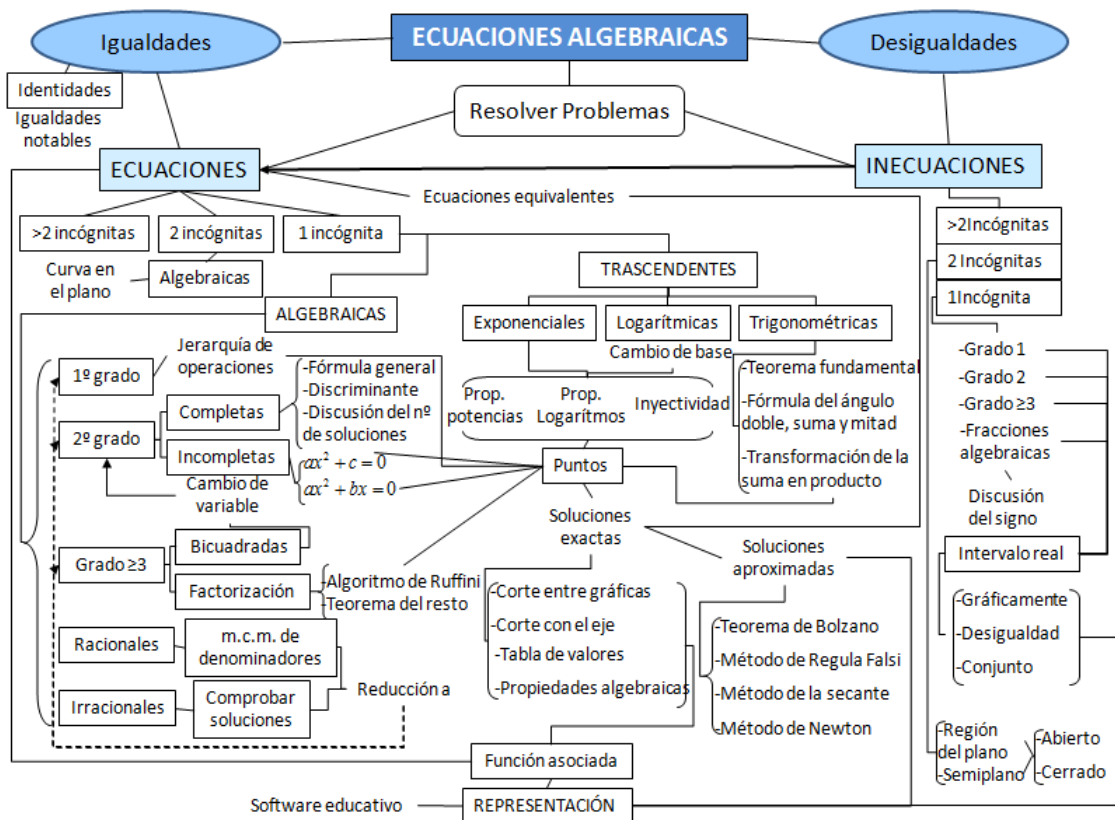 Igualdades
ECUACIONES ALGEBRAICAS
Desigualdades
Identidades
Igualdades
notables
Resolver Problemas
ECUACIONES
INECUACIONES
Ecuaciones equivalentes
>2 incógnitas
2 incógnitas
1 incógnita
Curva en
el plano
Algebraicas
ALGEBRAICAS
TRASCENDENTES
Exponenciales
Logarítmicas
Trigonométricas
Cambio de base
Prop.
potencias
Prop.
Logarítmos
Inyectividad
-Teorema fundamental
-Fórmula del ángulo
doble, suma y mitad
-Transformación de la
suma en producto
1º grado
Jerarquía de
operaciones
2º grado
Completas
-Fórmula general
-Discriminante
-Discusión del nº
de soluciones
Incompletas
ax² + c = 0
ax² + bx = 0
Cambio de
variable
Puntos
Grado ≥3
Bicuadradas
Factorización
-Algoritmo de Ruffini
-Teorema del resto
Racionales
m.c.m. de
denominadores
Irracionales
Comprobar
soluciones
Reducción a
Soluciones
exactas
-Corte entre gráficas
-Corte con el eje
-Tabla de valores
-Propiedades algebraicas
Soluciones
aproximadas
-Teorema de Bolzano
-Método de Regula Falsi
-Método de la secante
-Método de Newton
Función asociada
Software educativo
REPRESENTACIÓN
>2Incógnitas
2 Incógnitas
1Incógnita
-Grado 1
-Grado 2
-Grado ≥3
-Fracciones
algebraicas
Discusión
del signo
Intervalo real
-Gráficamente
-Desigualdad
-Conjunto
-Región
del plano
-Semiplano
-Abierto
-Cerrado